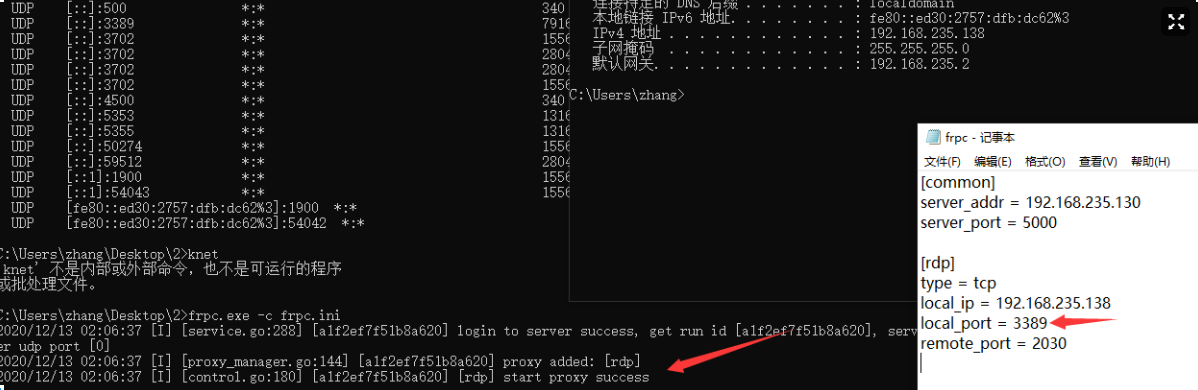 UDP    [::]:500    *:*    340
UDP    [::]:3389    *:*    7916
UDP    [::]:3702    *:*    1556
UDP    [::]:3702    *:*    2804
UDP    [::]:3702    *:*    2804
UDP    [::]:3702    *:*    1556
UDP    [::]:4500    *:*    340
UDP    [::]:5353    *:*    1316
UDP    [::]:5355    *:*    1316
UDP    [::]:50274    *:*    1556
UDP    [::]:59512    *:*    2804
UDP    [::1]:1900    *:*    1556
UDP    [::1]:54043    *:*    1556
UDP    [fe80::ed30:2757:dfb:dc62%3]:1900  *:*
UDP    [fe80::ed30:2757:dfb:dc62%3]:54042  *:*
C:\Users\zhang\Desktop\2>knet
'knet' 不是内部或外部命令，也不是可运行的程序
或批处理文件。
C:\Users\zhang\Desktop\2>frpc.exe -c frpc.ini
2020/12/13 02:06:37 [I] [service.go:288] [a1f2ef7f51b8a620] login to server success, get run id [a1f2ef7f51b8a620], serv
er udp port [0]
2020/12/13 02:06:37 [I] [proxy_manager.go:144] [a1f2ef7f51b8a620] proxy added: [rdp]
2020/12/13 02:06:37 [I] [control.go:180] [a1f2ef7f51b8a620] [rdp] start proxy success
连接特定的 DNS 后缀 . . . . . . . : localdomain
本地链接 IPv6 地址. . . . . . . . : fe80::ed30:2757:dfb:dc62%3
IPv4 地址 . . . . . . . . . . . . : 192.168.235.138
子网掩码 . . . . . . . . . . . . : 255.255.255.0
默认网关. . . . . . . . . . . . . : 192.168.235.2
C:\Users\zhang>
frpc - 记事本
文件(F) 编辑(E) 格式(O) 查看(V) 帮助(H)
[common]
server_addr = 192.168.235.130
server_port = 5000
[rdp]
type = tcp
local_ip = 192.168.235.138
local_port = 3389
remote_port = 2030